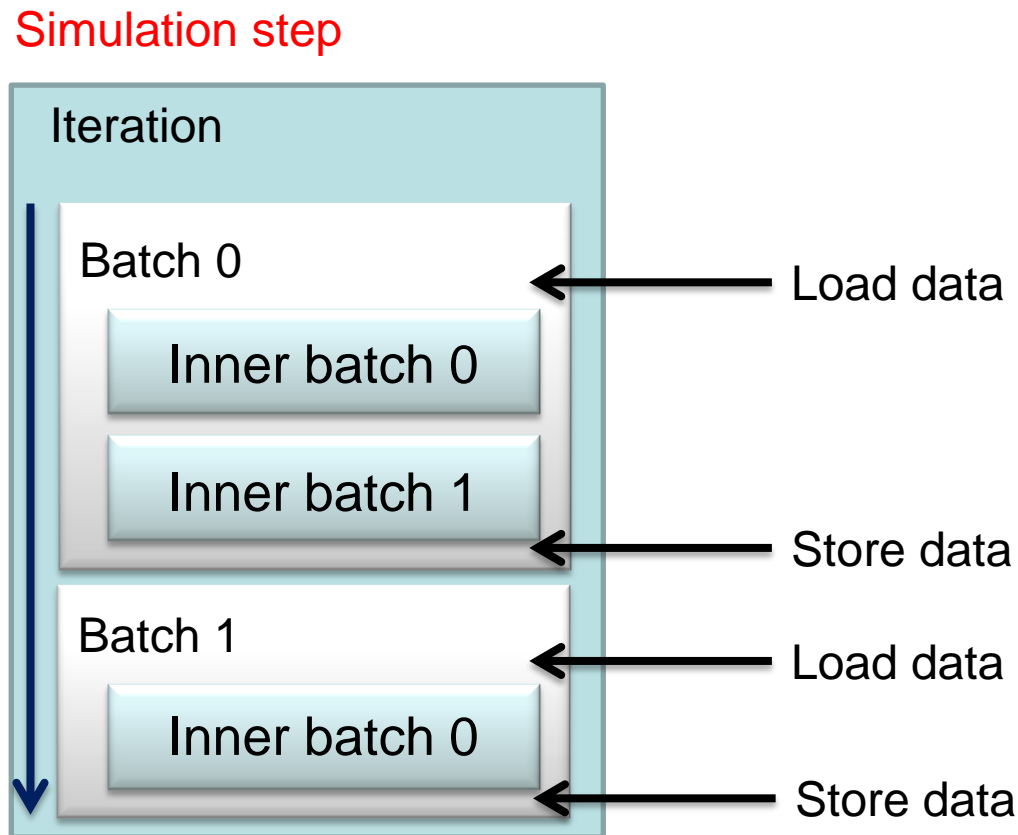 Simulation step
Iteration
Batch 0
Load data
Inner batch 0
Inner batch 1
Store data
Batch 1
Load data
Inner batch 0
Store data